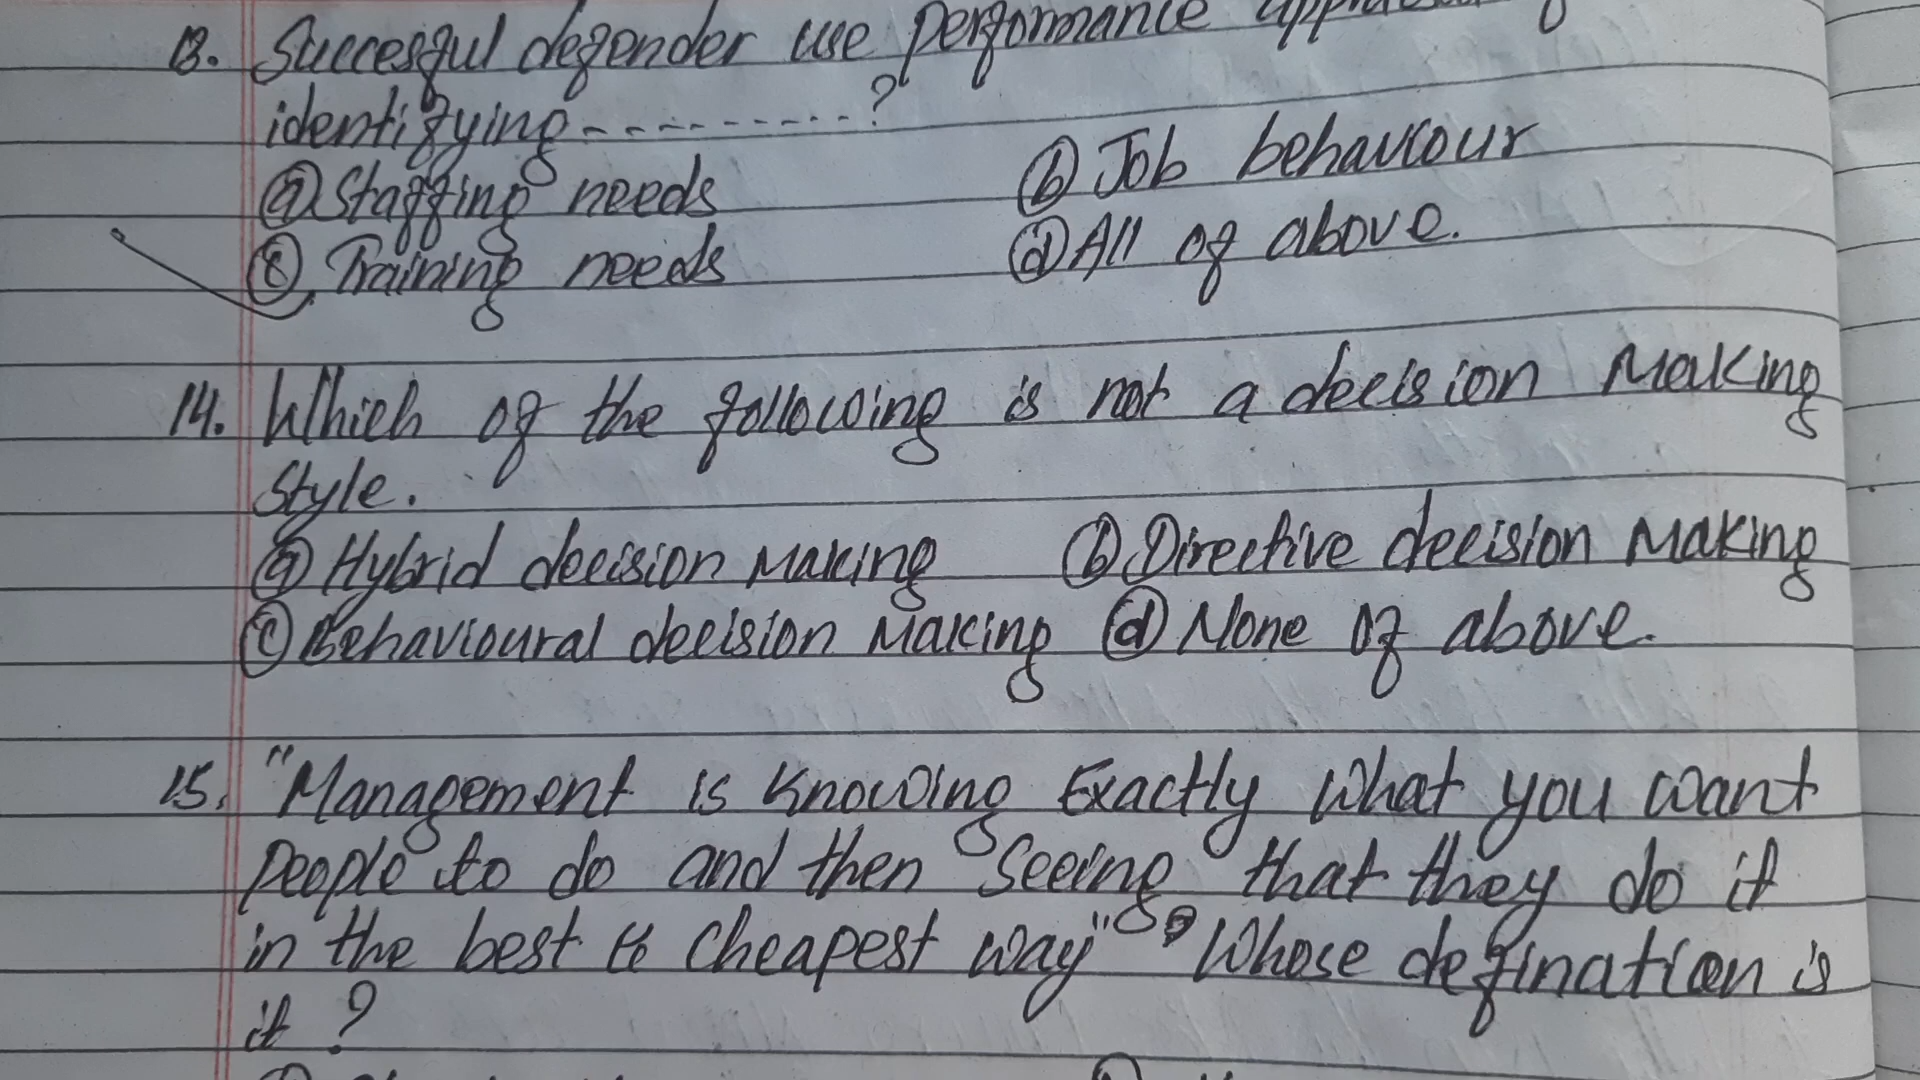 13. Successful defender use performance
identifying ----------?
(a) Staffing needs (b) Job behaviour
(c) Training needs (d) All of above.
14. Which of the following is not a decision Making
Style.
(a) Hybrid decision Making (b) Directive decision Making
(c) Behavioural decision Making (d) None of above.
15. "Management is Knowing Exactly What you want
people to do and then Seeing that they do it
in the best & cheapest way", Whose defination is
it ?